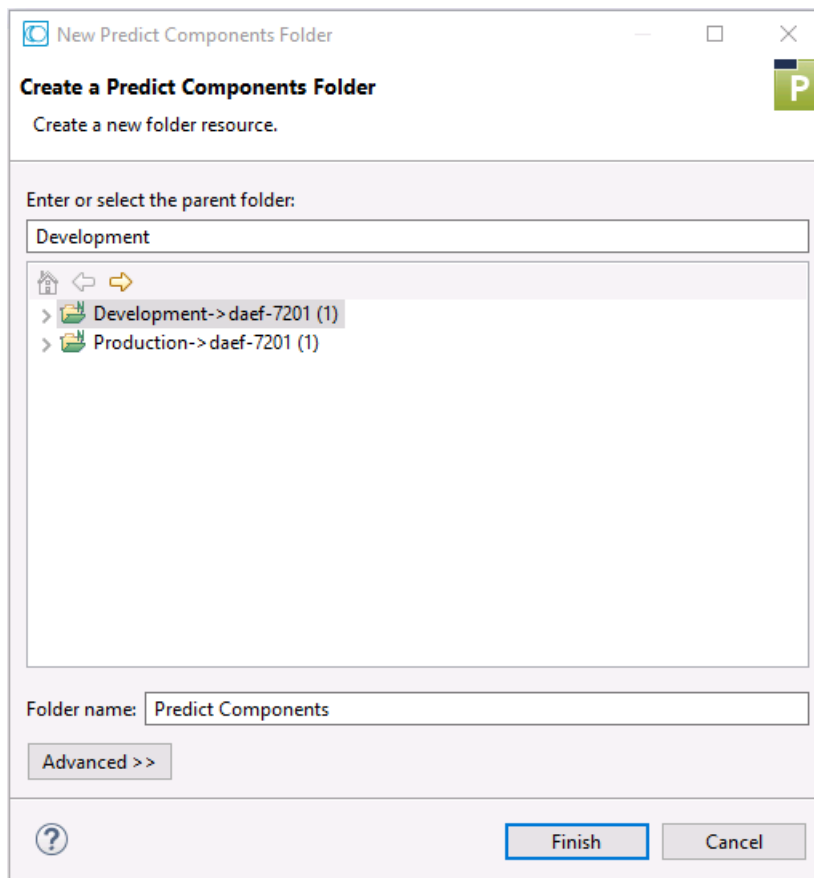 New Predict Components Folder
Create a Predict Components Folder
P
Create a new folder resource.
Enter or select the parent folder:
Development
Development->daef-7201 (1)
Production->daef-7201 (1)
Folder name: Predict Components
Advanced >>
? Finish Cancel